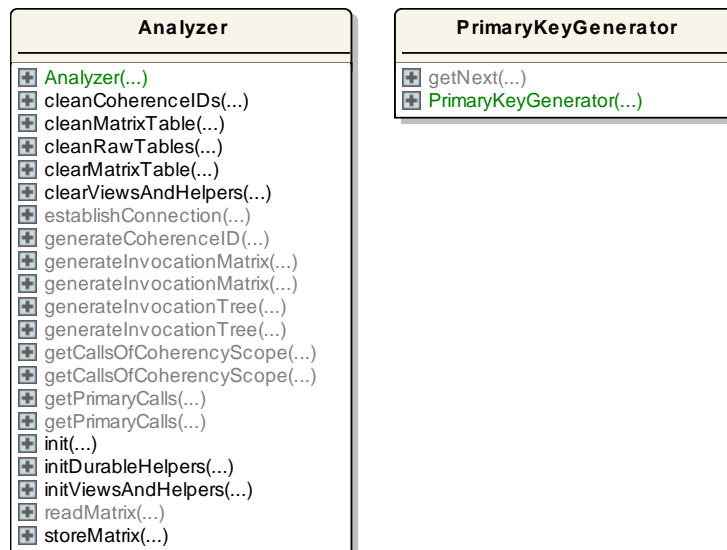 Analyzer
Analyzer(...)
cleanCoherenceIDs(...)
cleanMatrixTable(...)
cleanRawTables(...)
clearMatrixTable(...)
clearViewsAndHelpers(...)
establishConnection(...)
generateCoherenceID(...)
generateInvocationMatrix(...)
generateInvocationMatrix(...)
generateInvocationTree(...)
generateInvocationTree(...)
getCallsOfCoherencyScope(...)
getCallsOfCoherencyScope(...)
getPrimaryCalls(...)
getPrimaryCalls(...)
init(...)
initDurableHelpers(...)
initViewsAndHelpers(...)
readMatrix(...)
storeMatrix(...)
PrimaryKeyGenerator
getNext(...)
PrimaryKeyGenerator(...)